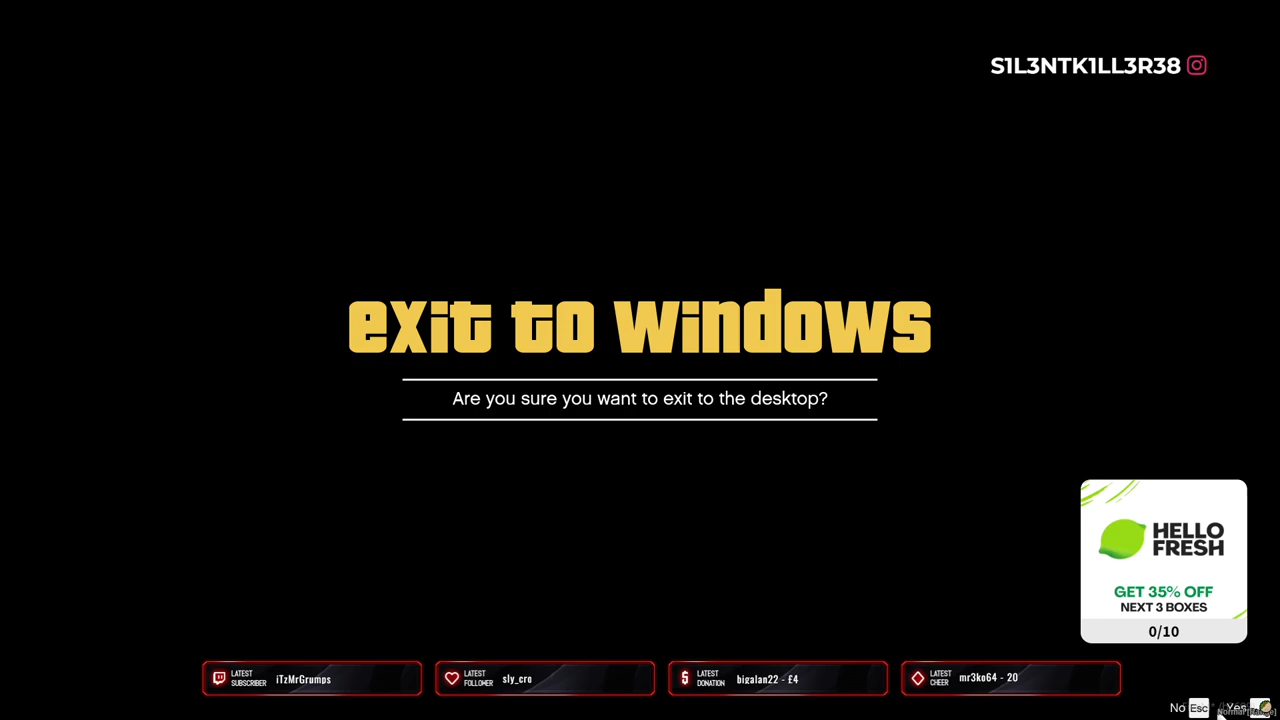 S1L3NTK1LL3R38
exit to windows
Are you sure you want to exit to the desktop?
HELLO
FRESH
GET 35% OFF
NEXT 3 BOXES
0/10
LATEST
SUBSCRIBER
iTzMrGrumps
LATEST
FOLLOWER
sly_cro
LATEST
DONATION
bigalan22 - £4
LATEST
CHEER
mr3ko64 - 20
No Esc Yes